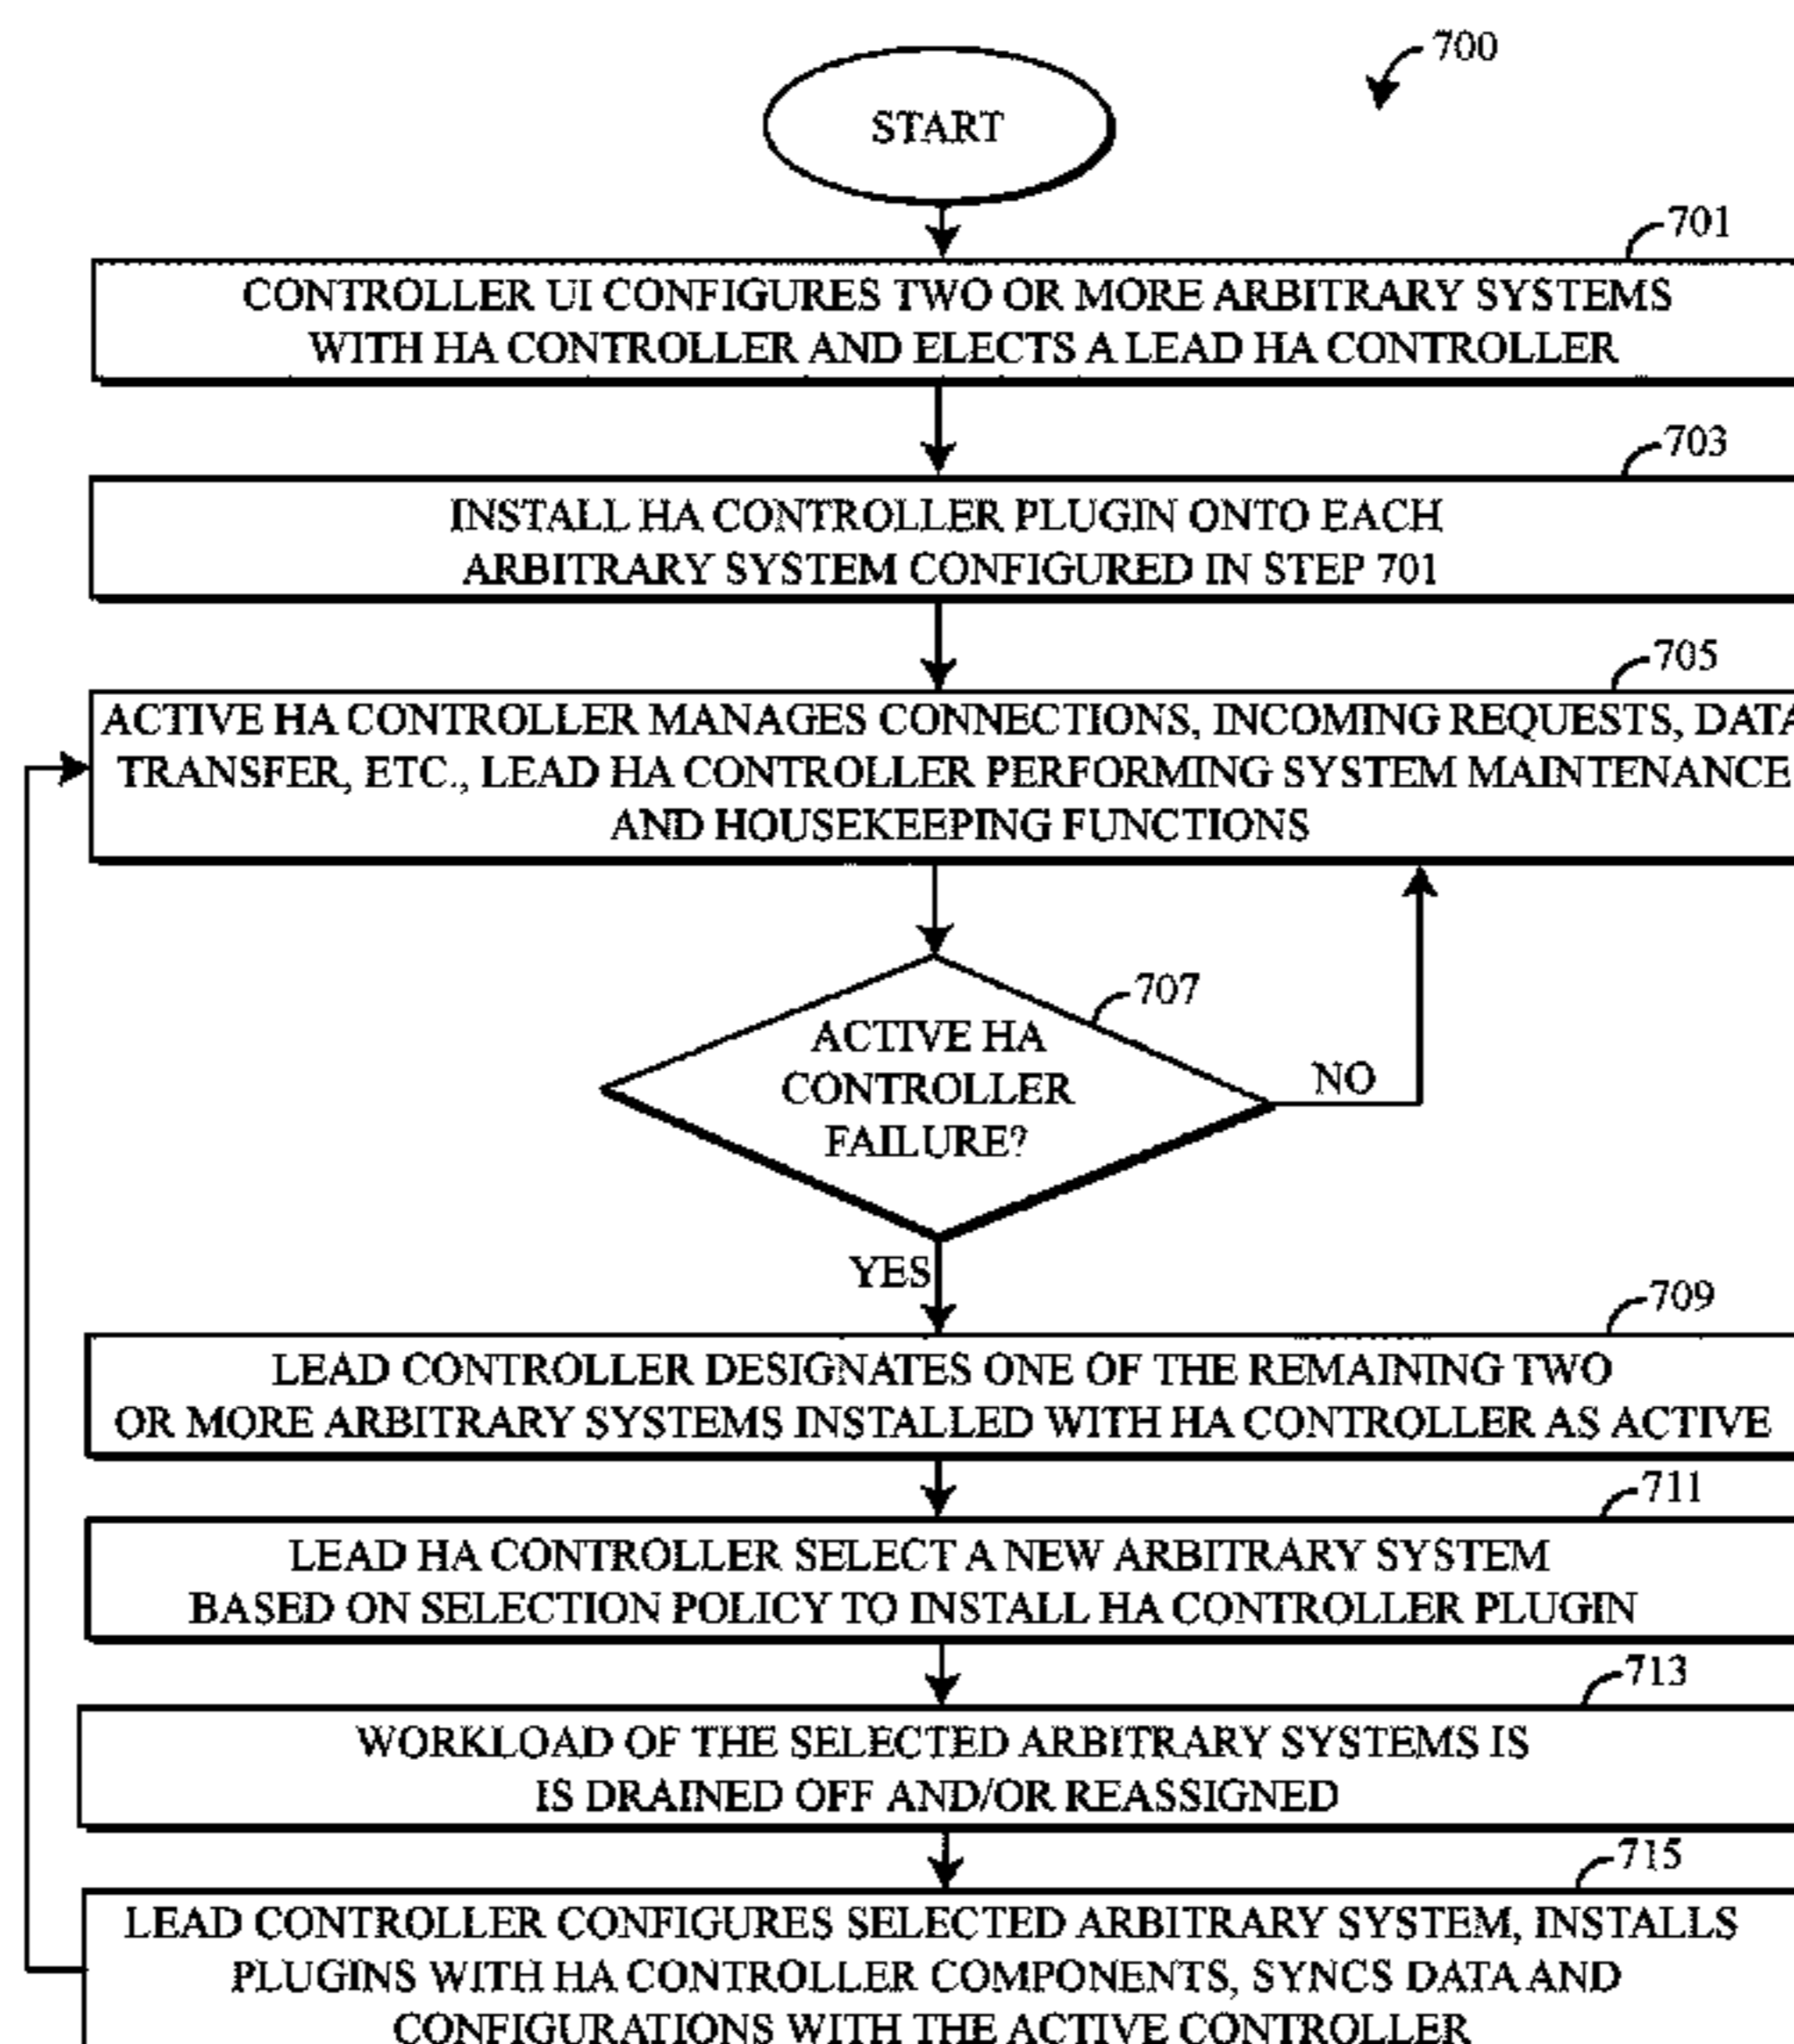 700
START
701
CONTROLLER UI CONFIGURES TWO OR MORE ARBITRARY SYSTEMS
WITH HA CONTROLLER AND ELECTS A LEAD HA CONTROLLER
703
INSTALL HA CONTROLLER PLUGIN ONTO EACH
ARBITRARY SYSTEM CONFIGURED IN STEP 701
705
ACTIVE HA CONTROLLER MANAGES CONNECTIONS, INCOMING REQUESTS, DATA
TRANSFER, ETC., LEAD HA CONTROLLER PERFORMING SYSTEM MAINTENANCE
AND HOUSEKEEPING FUNCTIONS
707
ACTIVE HA
CONTROLLER
FAILURE?
NO
YES
709
LEAD CONTROLLER DESIGNATES ONE OF THE REMAINING TWO
OR MORE ARBITRARY SYSTEMS INSTALLED WITH HA CONTROLLER AS ACTIVE
711
LEAD HA CONTROLLER SELECT A NEW ARBITRARY SYSTEM
BASED ON SELECTION POLICY TO INSTALL HA CONTROLLER PLUGIN
713
WORKLOAD OF THE SELECTED ARBITRARY SYSTEMS IS
IS DRAINED OFF AND/OR REASSIGNED
715
LEAD CONTROLLER CONFIGURES SELECTED ARBITRARY SYSTEM, INSTALLS
PLUGINS WITH HA CONTROLLER COMPONENTS, SYNCS DATA AND
CONFIGURATIONS WITH THE ACTIVE CONTROLLER